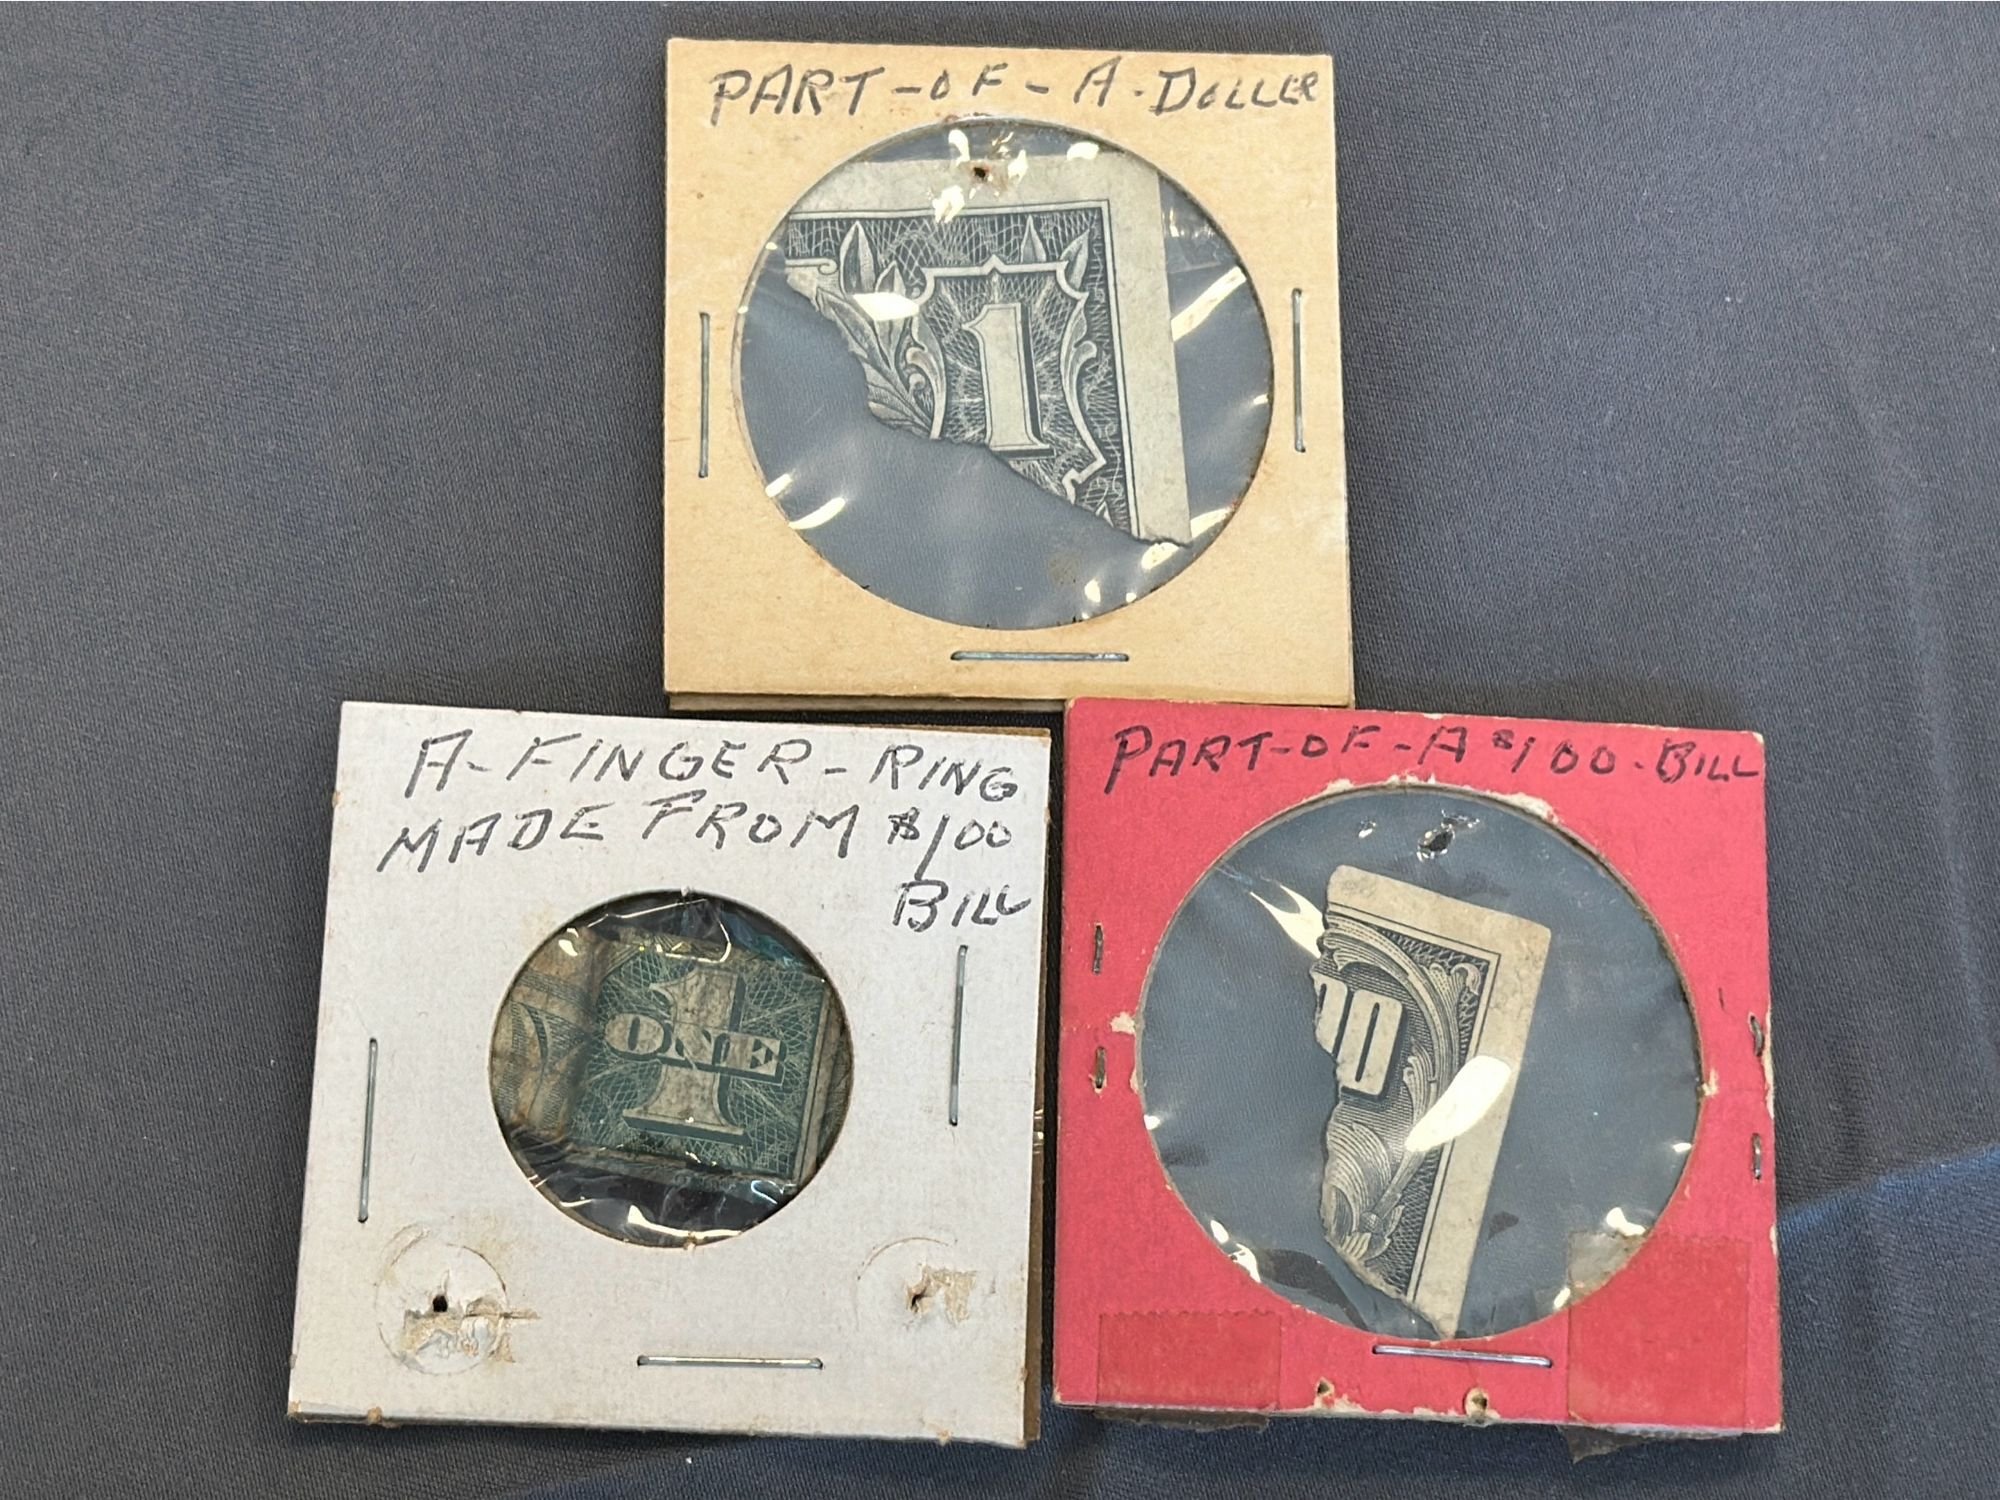 PART-OF-A-DOLLER
1
A-FINGER-RING
MADE FROM $100
BILL
ONE
1
PART-OF-A $100.BILL
00